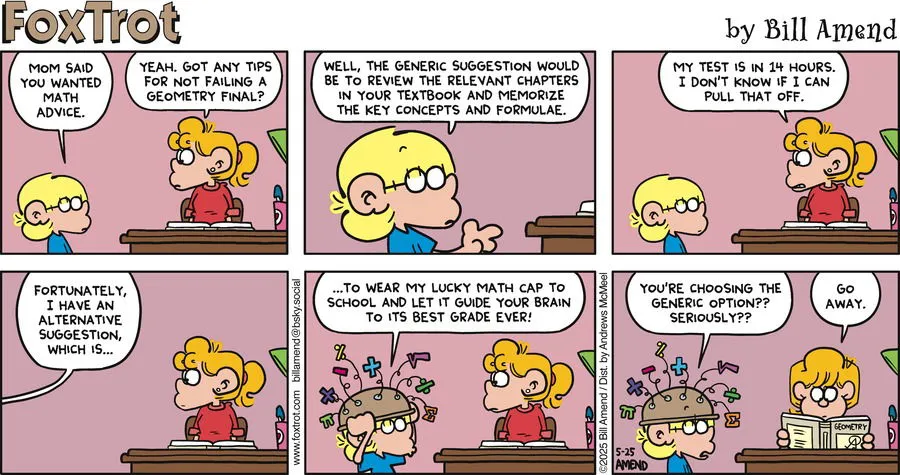 FoxTrot
by Bill Amend
MOM SAID
YOU WANTED
MATH
ADVICE.
YEAH. GOT ANY TIPS
FOR NOT FAILING A
GEOMETRY FINAL?
WELL, THE GENERIC SUGGESTION WOULD
BE TO REVIEW THE RELEVANT CHAPTERS
IN YOUR TEXTBOOK AND MEMORIZE
THE KEY CONCEPTS AND FORMULAE.
MY TEST IS IN 14 HOURS.
I DON'T KNOW IF I CAN
PULL THAT OFF.
FORTUNATELY,
I HAVE AN
ALTERNATIVE
SUGGESTION,
WHICH IS...
www.foxtrot.com billamend@bsky.social
...TO WEAR MY LUCKY MATH CAP TO
SCHOOL AND LET IT GUIDE YOUR BRAIN
TO ITS BEST GRADE EVER!
% + √ - × ÷ π Σ
©2025 Bill Amend / Dist. by Andrews McMeel
YOU'RE CHOOSING THE
GENERIC OPTION??
SERIOUSLY??
GO
AWAY.
% + √ - × ÷ π Σ
GEOMETRY
5-25
AMEND